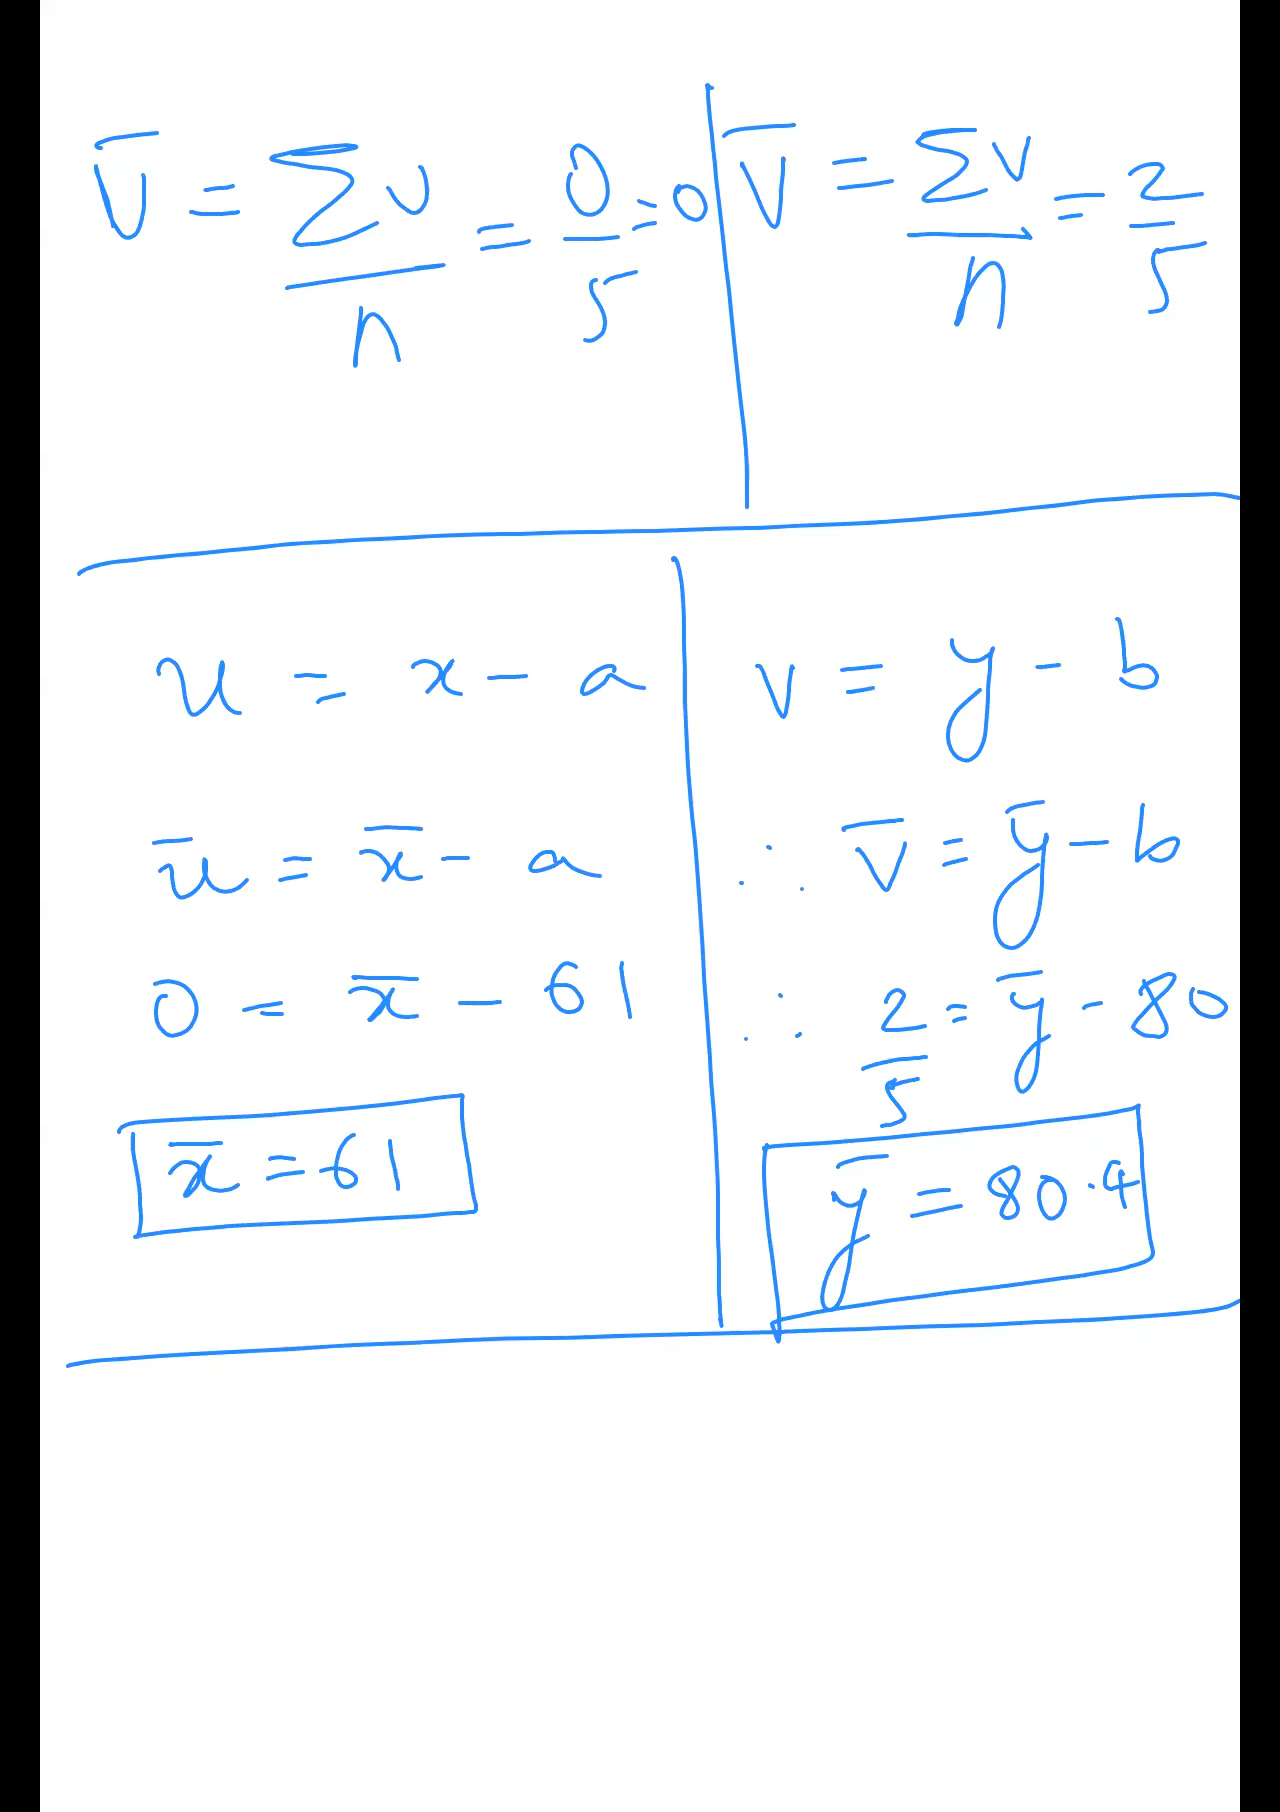 Ū = ΣU/n = 0/5 = 0
V̄ = ΣV/n = 2/5
u = x - a
ū = x̄ - a
0 = x̄ - 61
x̄ = 61
v = y - b
∴ v̄ = ȳ - b
∴ 2/5 = ȳ - 80
ȳ = 80.4